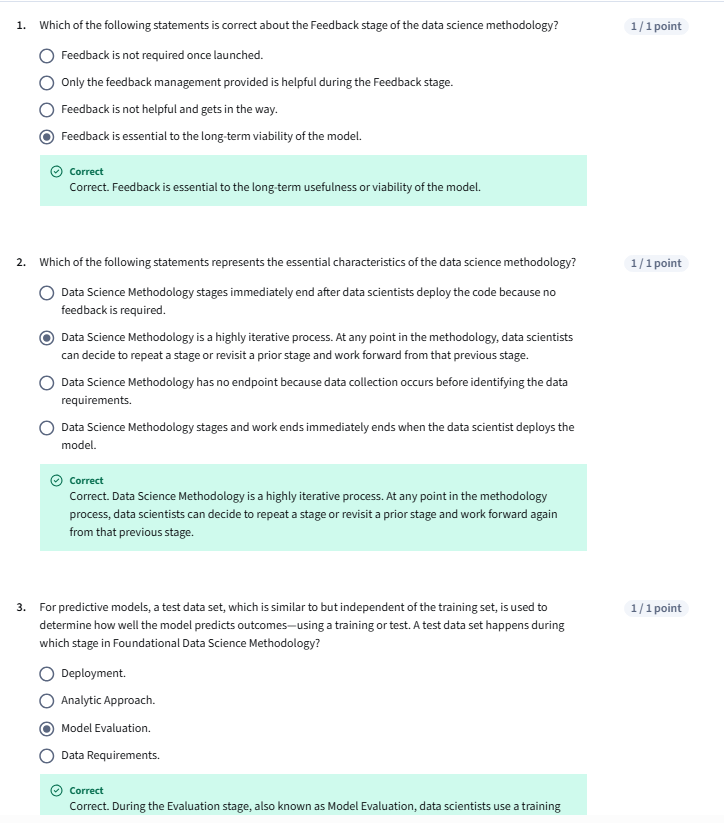 1. Which of the following statements is correct about the Feedback stage of the data science methodology? 1 / 1 point
Feedback is not required once launched.
Only the feedback management provided is helpful during the Feedback stage.
Feedback is not helpful and gets in the way.
Feedback is essential to the long-term viability of the model.
Correct
Correct. Feedback is essential to the long-term usefulness or viability of the model.
2. Which of the following statements represents the essential characteristics of the data science methodology? 1 / 1 point
Data Science Methodology stages immediately end after data scientists deploy the code because no
feedback is required.
Data Science Methodology is a highly iterative process. At any point in the methodology, data scientists
can decide to repeat a stage or revisit a prior stage and work forward from that previous stage.
Data Science Methodology has no endpoint because data collection occurs before identifying the data
requirements.
Data Science Methodology stages and work ends immediately ends when the data scientist deploys the
model.
Correct
Correct. Data Science Methodology is a highly iterative process. At any point in the methodology
process, data scientists can decide to repeat a stage or revisit a prior stage and work forward again
from that previous stage.
3. For predictive models, a test data set, which is similar to but independent of the training set, is used to 1 / 1 point
determine how well the model predicts outcomes—using a training or test. A test data set happens during
which stage in Foundational Data Science Methodology?
Deployment.
Analytic Approach.
Model Evaluation.
Data Requirements.
Correct
Correct. During the Evaluation stage, also known as Model Evaluation, data scientists use a training